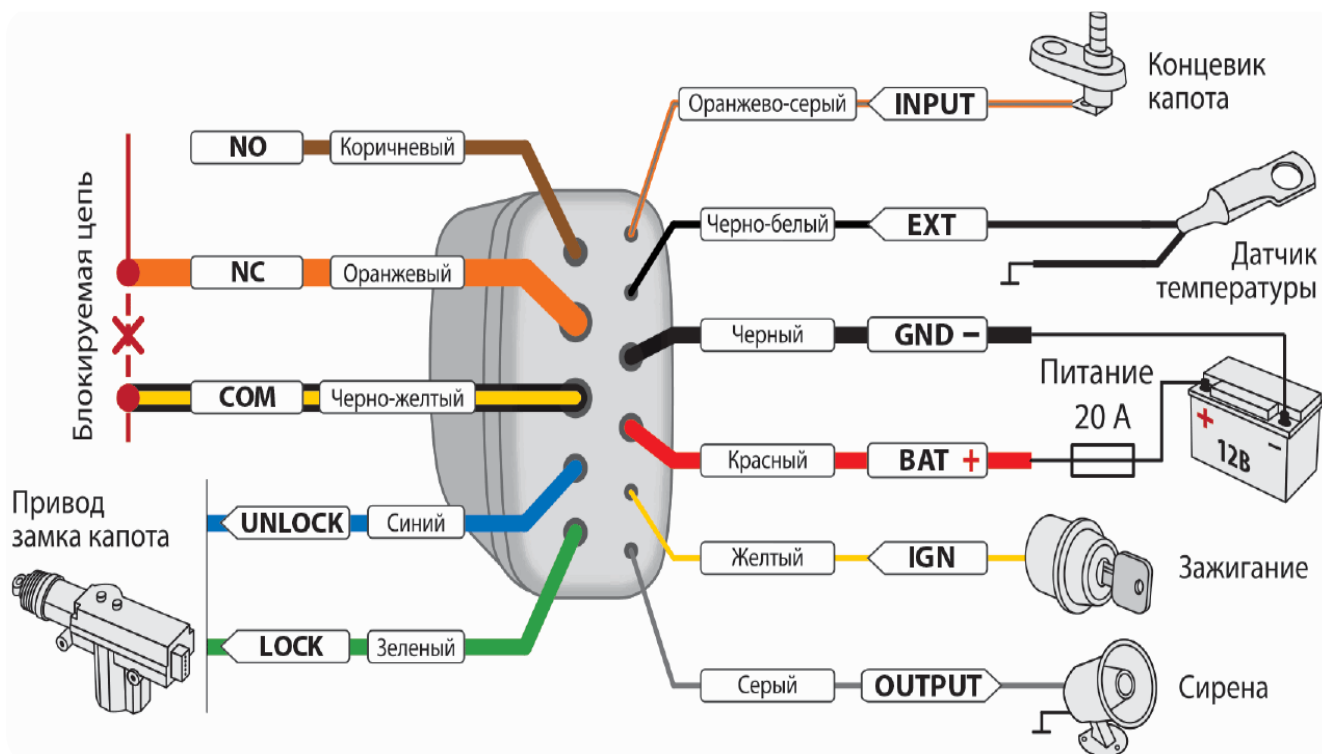 Блокируемая цепь
NO
Коричневый
NC
Оранжевый
COM
Черно-желтый
Привод
замка капота
UNLOCK
Синий
LOCK
Зеленый
Оранжево-серый
INPUT
Концевик
капота
Черно-белый
EXT
Датчик
температуры
Черный
GND –
Питание
20 А
Красный
BAT +
+
–
12В
Желтый
IGN
Зажигание
Серый
OUTPUT
Сирена